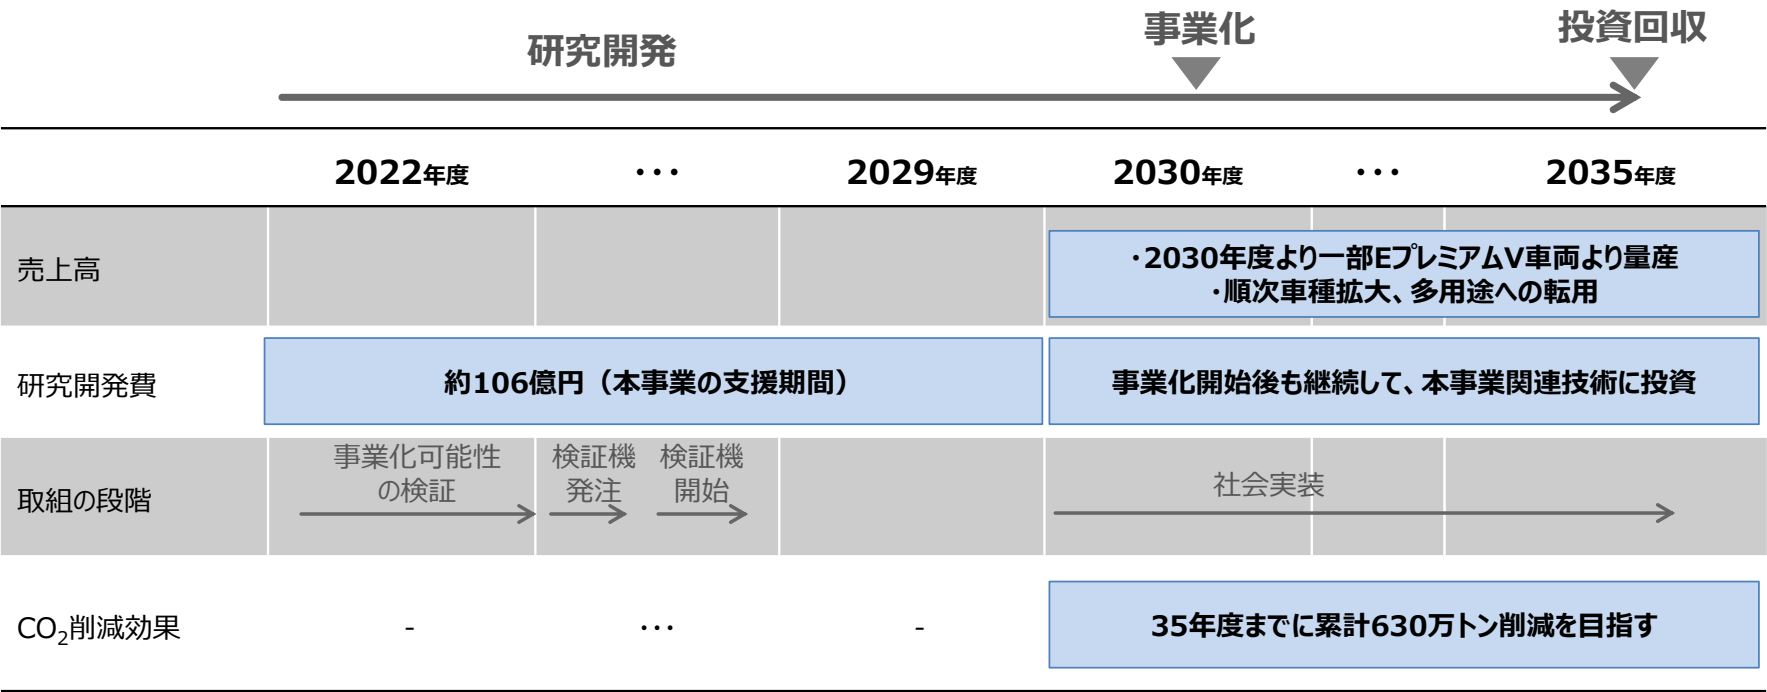 研究開発
事業化
投資回収
2022年度
・・・
2029年度
2030年度
・・・
2035年度
売上高
・2030年度より一部EプレミアムV車両より量産
・順次車種拡大、多用途への転用
研究開発費
約106億円（本事業の支援期間）
事業化開始後も継続して、本事業関連技術に投資
取組の段階
事業化可能性
の検証
検証機
発注
検証機
開始
社会実装
CO2削減効果
-
・・・
-
35年度までに累計630万トン削減を目指す